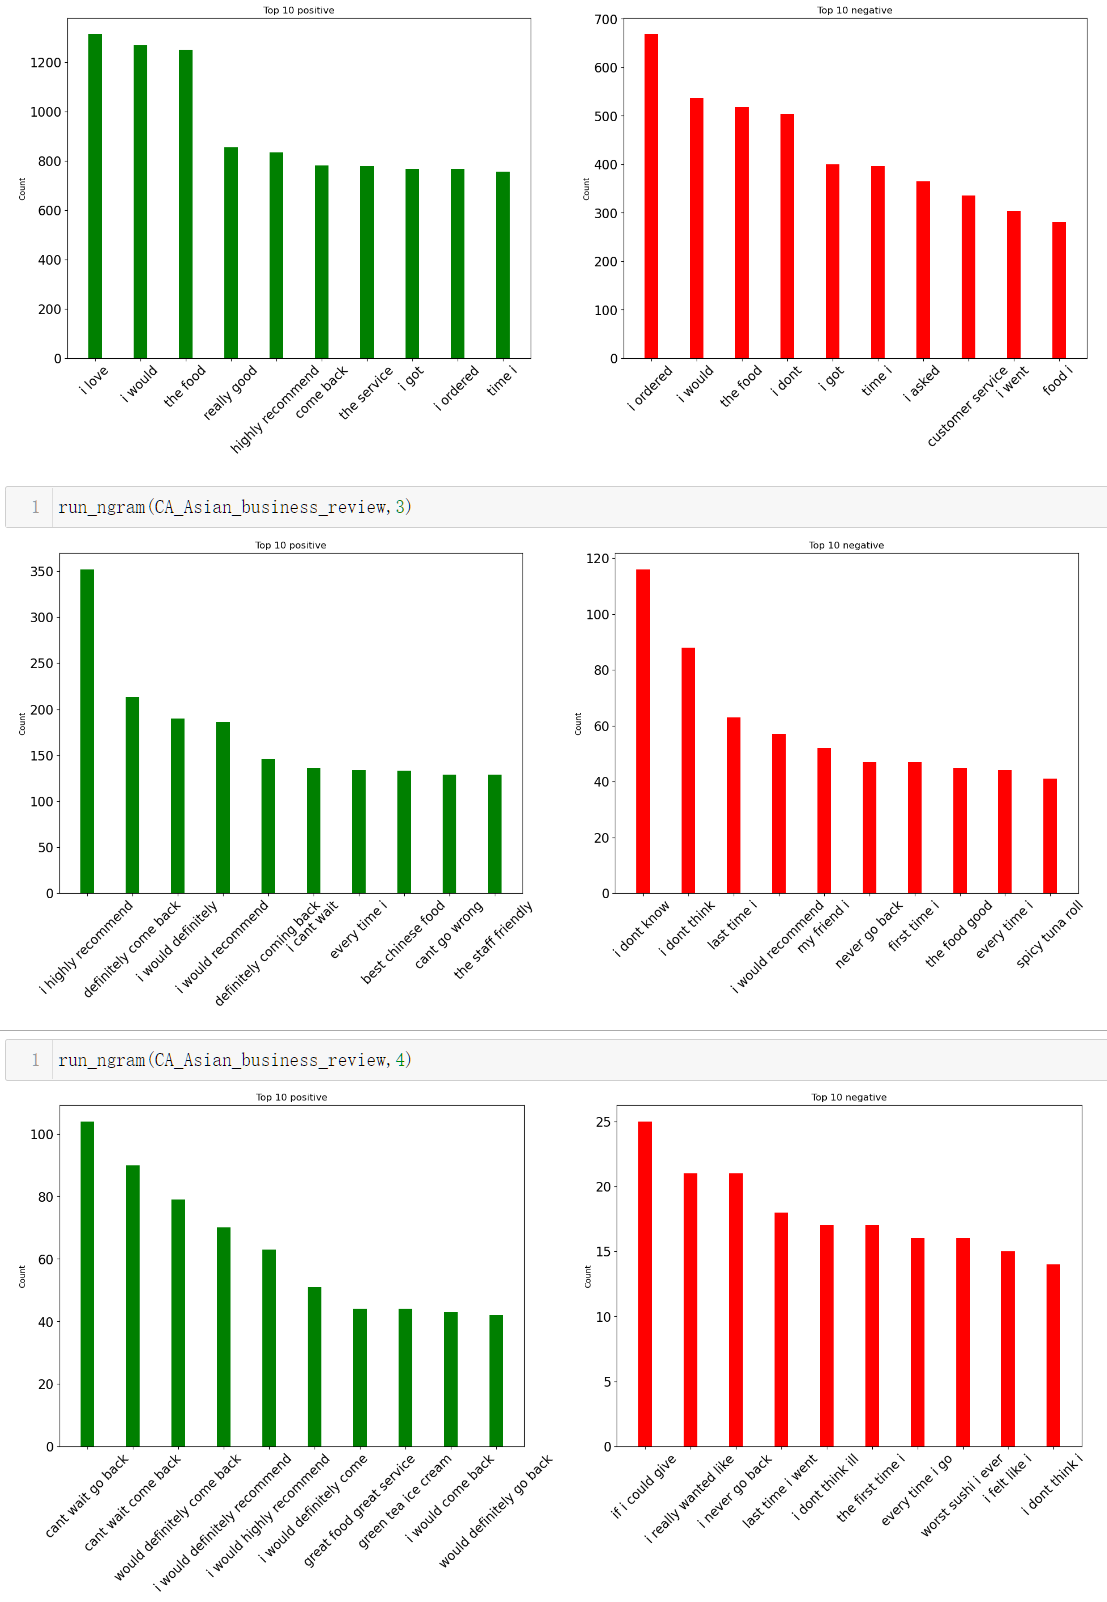 Top 10 positive
Count
1200
1000
800
600
400
200
0
i love
i would
the food
really good
highly recommend
come back
the service
i got
i ordered
time i
Top 10 negative
Count
700
600
500
400
300
200
100
0
i ordered
i would
the food
i dont
i got
time i
i asked
customer service
i went
food i
1 run_ngram(CA_Asian_business_review,3)
Top 10 positive
Count
350
300
250
200
150
100
50
0
i highly recommend
definitely come back
i would definitely
i would recommend
definitely coming back
i cant wait
every time i
best chinese food
cant go wrong
the staff friendly
Top 10 negative
Count
120
100
80
60
40
20
0
i dont know
i dont think
last time i
i would recommend
my friend i
never go back
first time i
the food good
every time i
spicy tuna roll
1 run_ngram(CA_Asian_business_review,4)
Top 10 positive
Count
100
80
60
40
20
0
cant wait go back
cant wait come back
would definitely come back
i would definitely recommend
i would highly recommend
i would definitely come
great food great service
green tea ice cream
i would come back
would definitely go back
Top 10 negative
Count
25
20
15
10
5
0
if i could give
i really wanted like
i never go back
last time i went
i dont think ill
the first time i
every time i go
worst sushi i ever
i felt like i
i dont think i